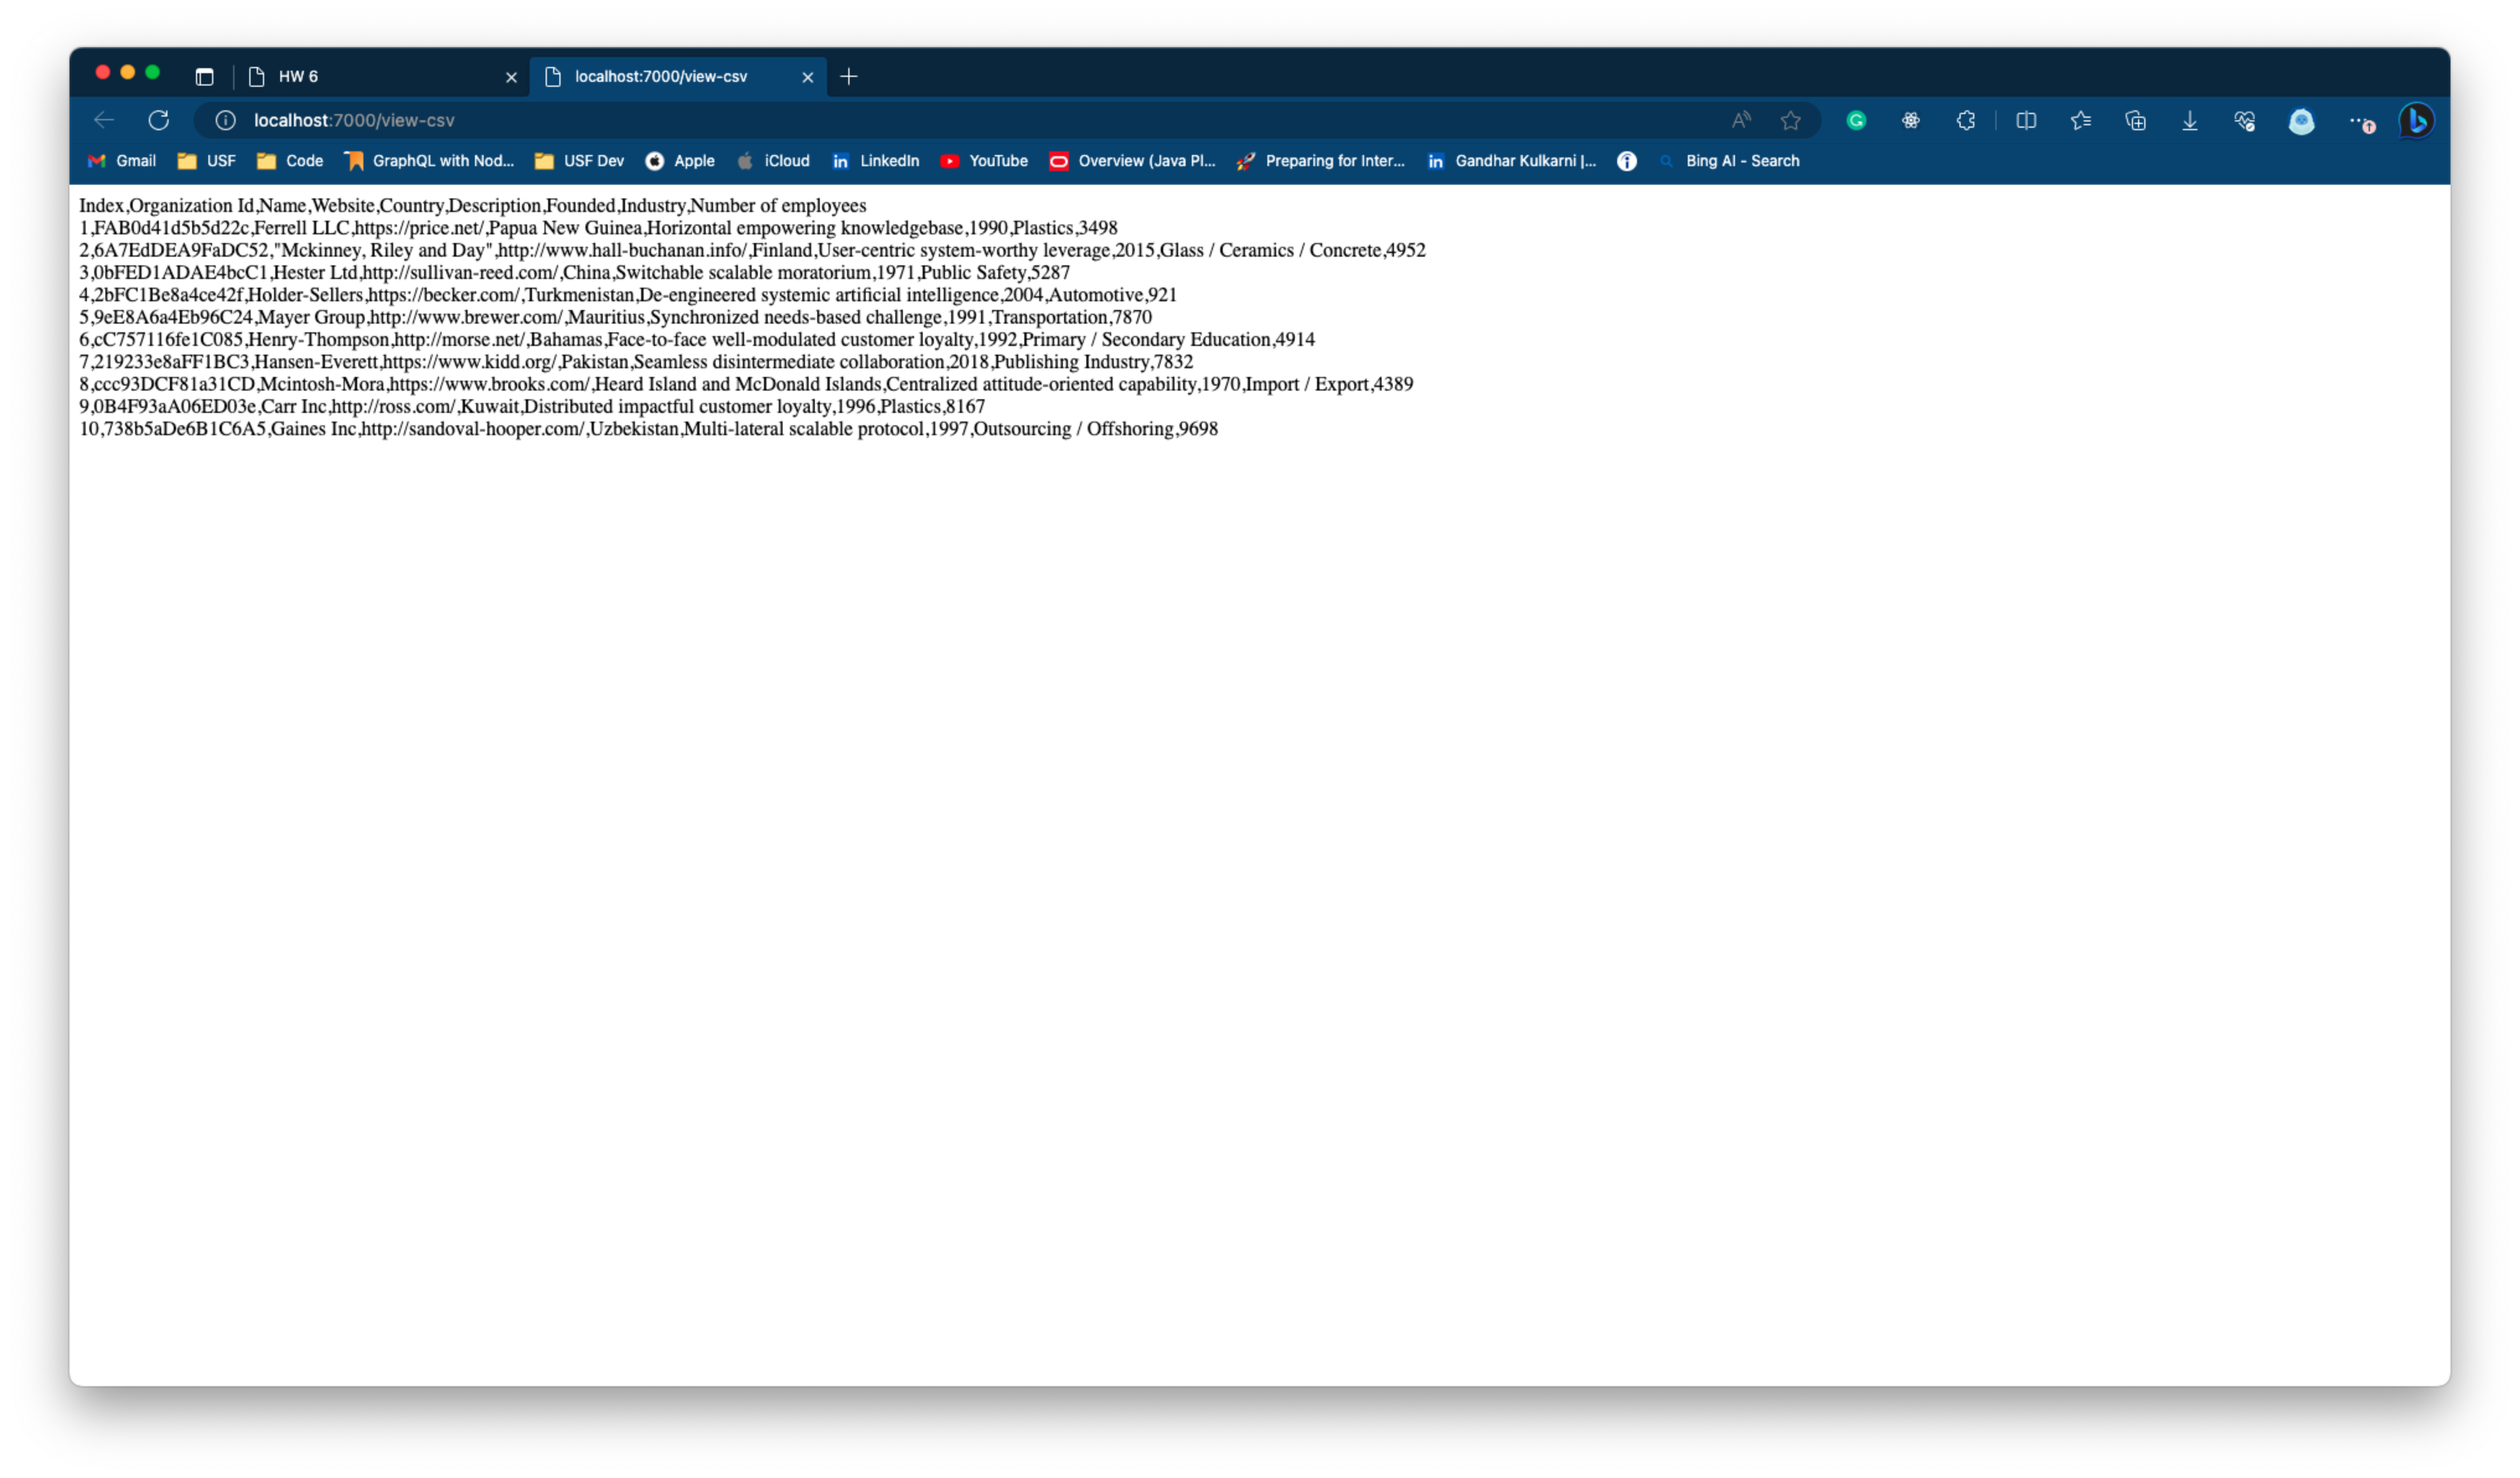 HW 6
localhost:7000/view-csv
localhost:7000/view-csv
Gmail USF Code GraphQL with Nod... USF Dev Apple iCloud LinkedIn YouTube Overview (Java Pl... Preparing for Inter... Gandhar Kulkarni |... Bing AI - Search
Index,Organization Id,Name,Website,Country,Description,Founded,Industry,Number of employees
1,FAB0d41d5b5d22c,Ferrell LLC,https://price.net/,Papua New Guinea,Horizontal empowering knowledgebase,1990,Plastics,3498
2,6A7EdDEA9FaDC52,"Mckinney, Riley and Day",http://www.hall-buchanan.info/,Finland,User-centric system-worthy leverage,2015,Glass / Ceramics / Concrete,4952
3,0bFED1ADAE4bcC1,Hester Ltd,http://sullivan-reed.com/,China,Switchable scalable moratorium,1971,Public Safety,5287
4,2bFC1Be8a4ce42f,Holder-Sellers,https://becker.com/,Turkmenistan,De-engineered systemic artificial intelligence,2004,Automotive,921
5,9eE8A6a4Eb96C24,Mayer Group,http://www.brewer.com/,Mauritius,Synchronized needs-based challenge,1991,Transportation,7870
6,cC757116fe1C085,Henry-Thompson,http://morse.net/,Bahamas,Face-to-face well-modulated customer loyalty,1992,Primary / Secondary Education,4914
7,219233e8aFF1BC3,Hansen-Everett,https://www.kidd.org/,Pakistan,Seamless disintermediate collaboration,2018,Publishing Industry,7832
8,ccc93DCF81a31CD,Mcintosh-Mora,https://www.brooks.com/,Heard Island and McDonald Islands,Centralized attitude-oriented capability,1970,Import / Export,4389
9,0B4F93aA06ED03e,Carr Inc,http://ross.com/,Kuwait,Distributed impactful customer loyalty,1996,Plastics,8167
10,738b5aDe6B1C6A5,Gaines Inc,http://sandoval-hooper.com/,Uzbekistan,Multi-lateral scalable protocol,1997,Outsourcing / Offshoring,9698